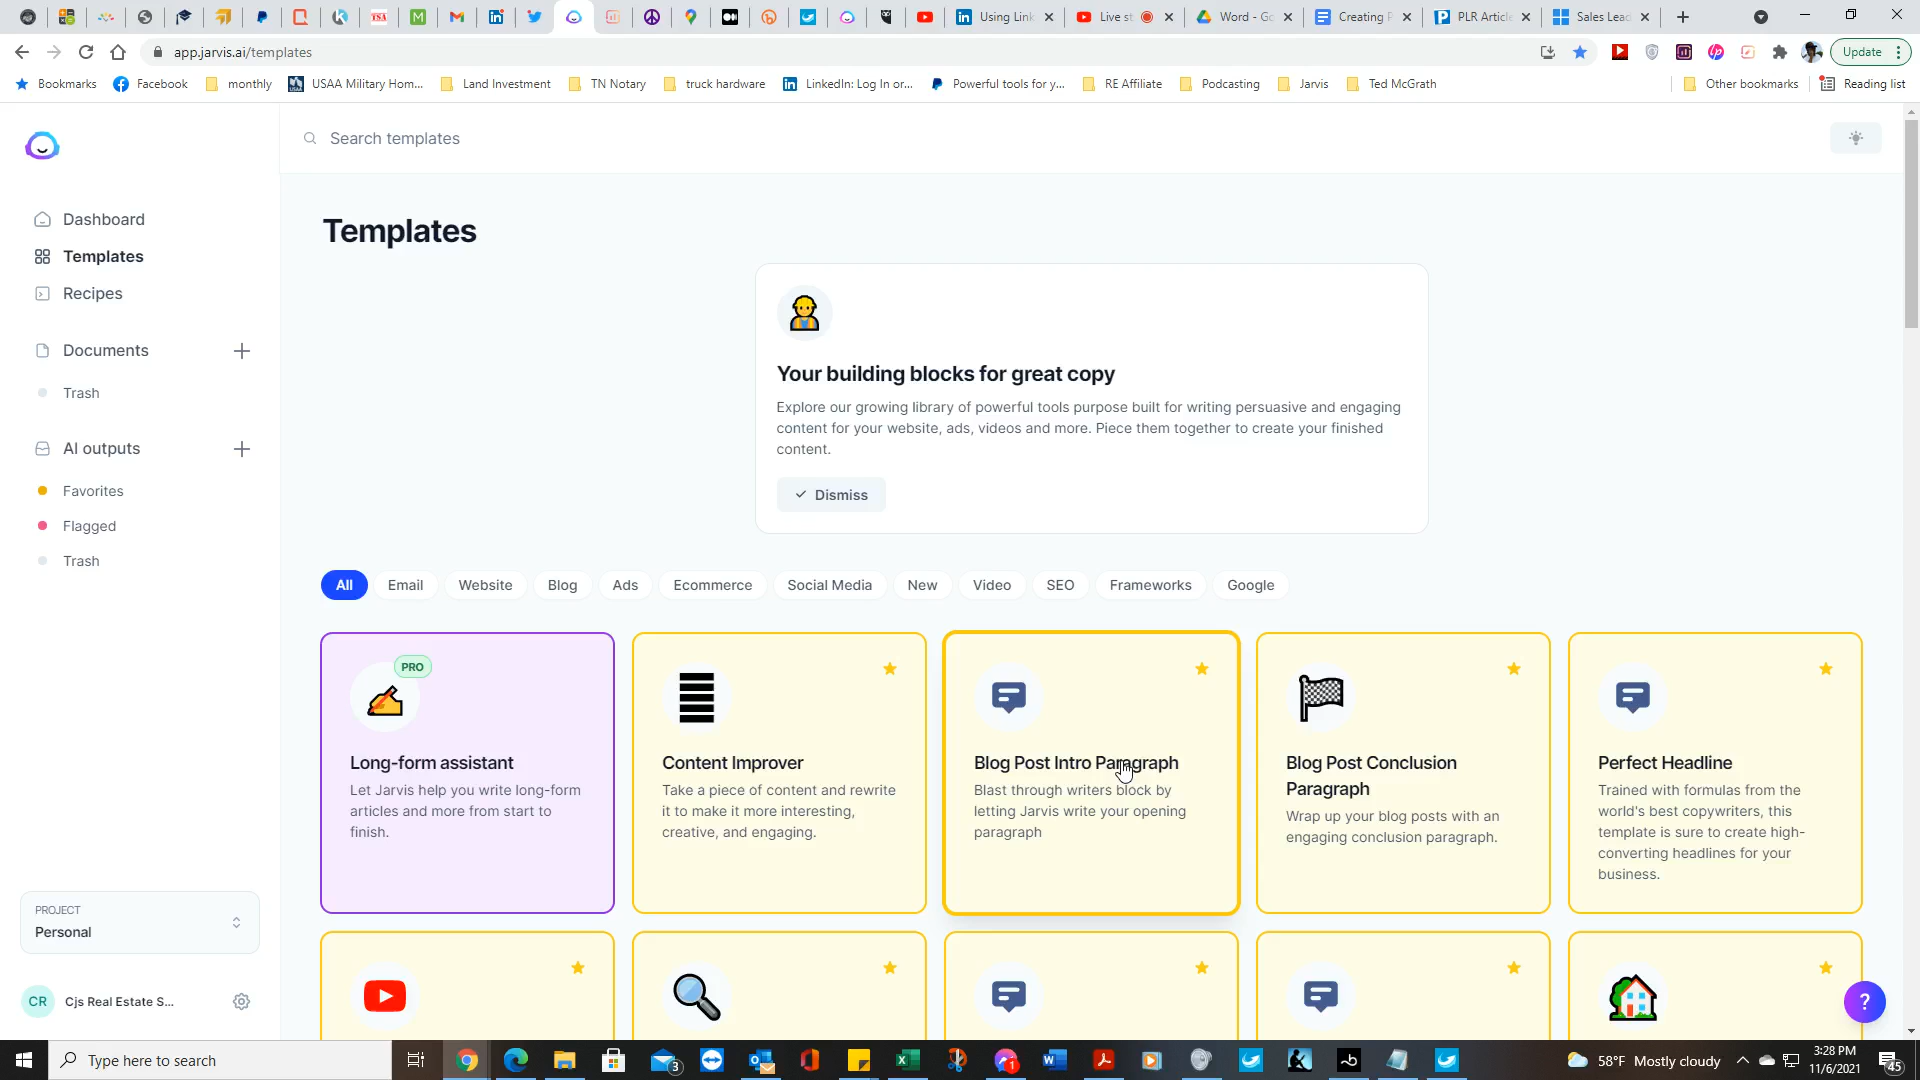 Using Link
Live st
Word - Go
Creating P
PLR Article
Sales Lead
app.jarvis.ai/templates
Update
Bookmarks
Facebook
monthly
USAA Military Hom...
Land Investment
TN Notary
truck hardware
LinkedIn: Log In or...
Powerful tools for y...
RE Affiliate
Podcasting
Jarvis
Ted McGrath
Other bookmarks
Reading list
Search templates
Dashboard
Templates
Recipes
Documents
Trash
AI outputs
Favorites
Flagged
Trash
PROJECT
Personal
CR
Cjs Real Estate S...
Templates
Your building blocks for great copy
Explore our growing library of powerful tools purpose built for writing persuasive and engaging
content for your website, ads, videos and more. Piece them together to create your finished
content.
Dismiss
All
Email
Website
Blog
Ads
Ecommerce
Social Media
New
Video
SEO
Frameworks
Google
PRO
Long-form assistant
Let Jarvis help you write long-form
articles and more from start to
finish.
Content Improver
Take a piece of content and rewrite
it to make it more interesting,
creative, and engaging.
Blog Post Intro Paragraph
Blast through writers block by
letting Jarvis write your opening
paragraph
Blog Post Conclusion
Paragraph
Wrap up your blog posts with an
engaging conclusion paragraph.
Perfect Headline
Trained with formulas from the
world's best copywriters, this
template is sure to create high-
converting headlines for your
business.
?
Type here to search
3
1
58°F Mostly cloudy
3:28 PM
11/6/2021
45